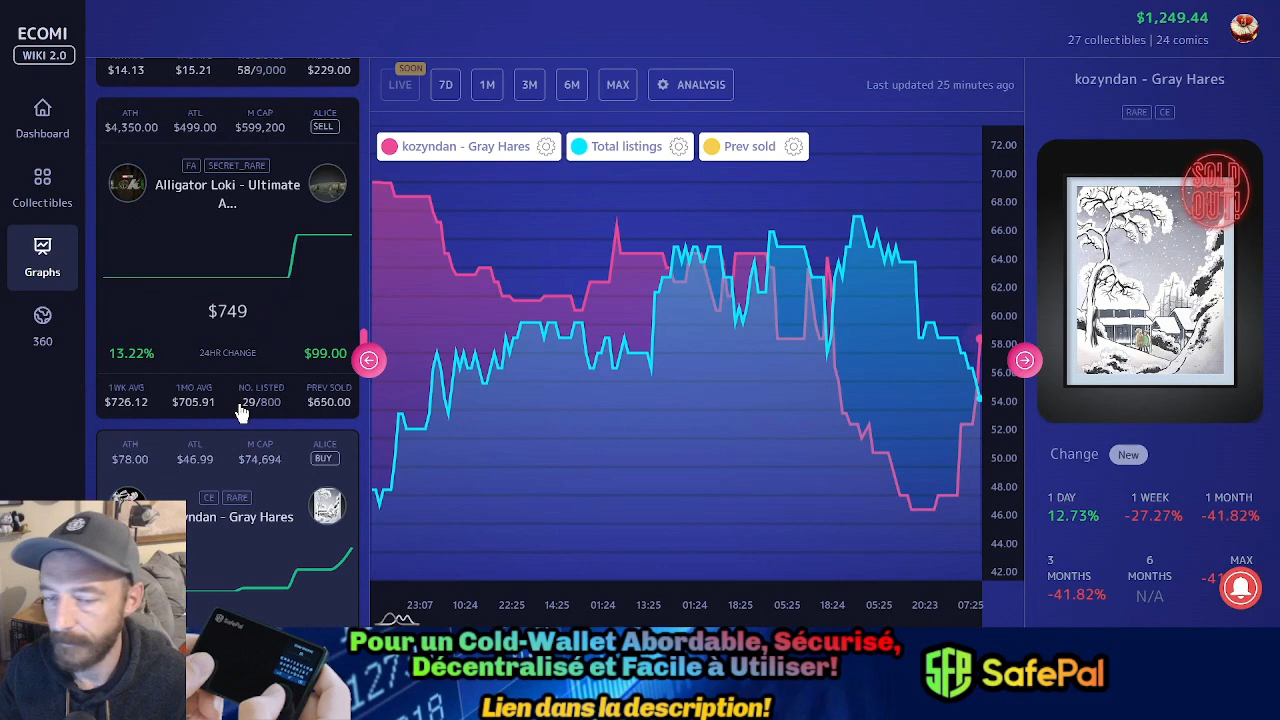 ECOMI
WIKI 2.0
Dashboard
Collectibles
Graphs
360
$14.13 $15.21 58/9,000 $229.00
ATH ATL M CAP ALICE
$4,350.00 $499.00 $599,200 SELL
FA SECRET_RARE
Alligator Loki - Ultimate
A...
$749
13.22% 24HR CHANGE $99.00
1WK AVG 1MO AVG NO. LISTED PREV SOLD
$726.12 $705.91 29/800 $650.00
ATH ATL M CAP ALICE
$78.00 $46.99 $74,694 BUY
CE RARE
ndan - Gray Hares
SOON
LIVE 7D 1M 3M 6M MAX ANALYSIS
Last updated 25 minutes ago
kozyndan - Gray Hares Total listings Prev sold
72.00
70.00
68.00
66.00
64.00
62.00
60.00
58.00
56.00
54.00
52.00
50.00
48.00
46.00
44.00
42.00
23:07 10:24 22:25 14:25 01:24 13:25 01:24 18:25 05:25 18:24 05:25 20:23 07:25
$1,249.44
27 collectibles | 24 comics
kozyndan - Gray Hares
RARE CE
SOLD
OUT!
Change New
1 DAY 1 WEEK 1 MONTH
12.73% -27.27% -41.82%
3 6 MAX
MONTHS MONTHS
-41.82% N/A
SafePal
Pour un Cold-Wallet Abordable, Sécurisé,
Décentralisé et Facile à Utiliser!
Lien dans la description!
SFP SafePal